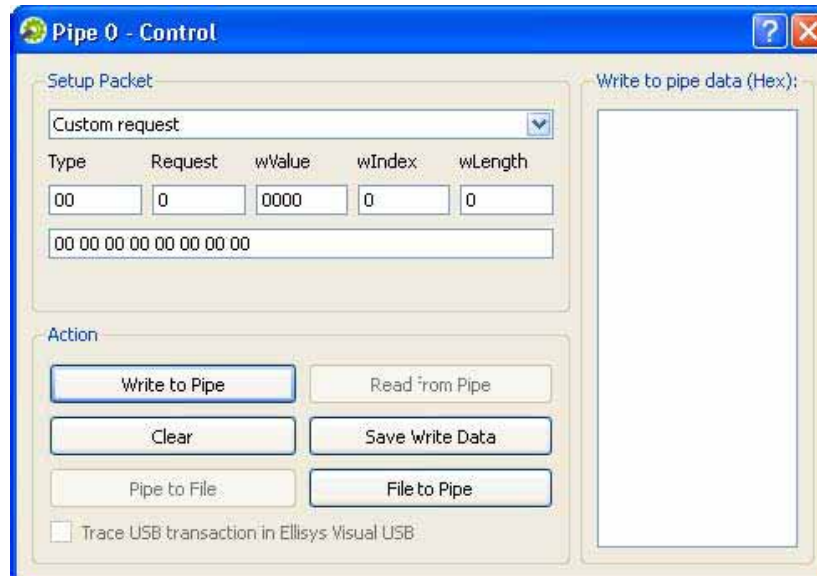 Pipe 0 - Control
Setup Packet
Custom request
Type Request wValue wIndex wLength
00 0 0000 0 0
00 00 00 00 00 00 00 00
Write to pipe data (Hex):
Action
Write to Pipe Read from Pipe
Clear Save Write Data
Pipe to File File to Pipe
Trace USB transaction in Ellisys Visual USB